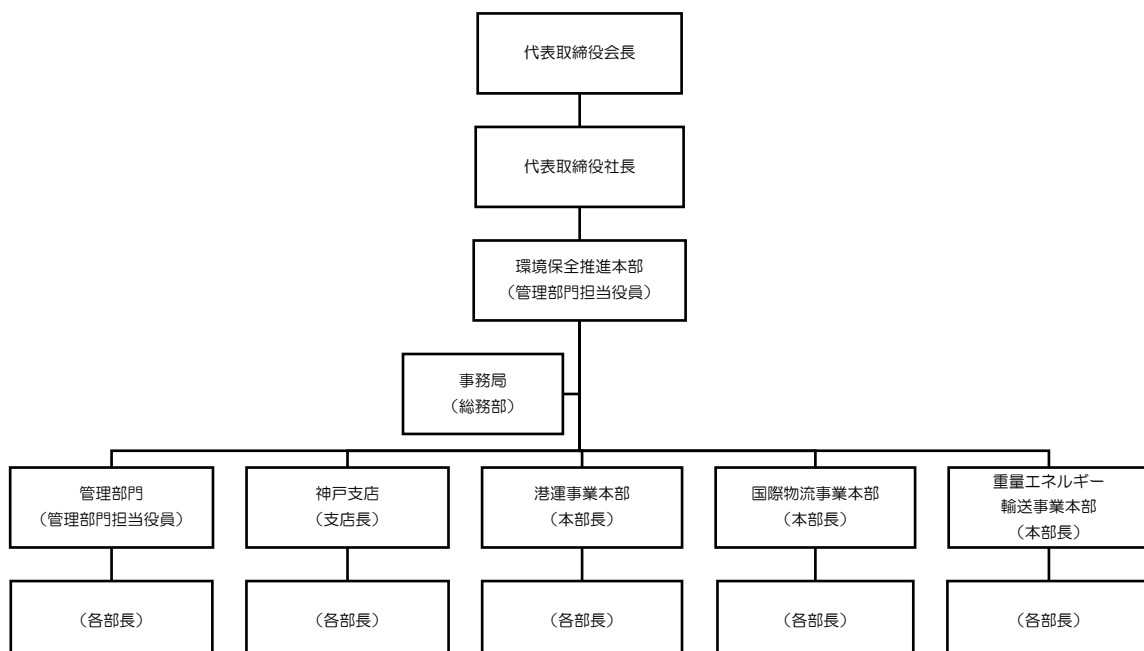 代表取締役会長
代表取締役社長
環境保全推進本部
（管理部門担当役員）
事務局
（総務部）
管理部門
（管理部門担当役員）
神戸支店
（支店長）
港運事業本部
（本部長）
国際物流事業本部
（本部長）
重量エネルギー
輸送事業本部
（本部長）
（各部長）
（各部長）
（各部長）
（各部長）
（各部長）